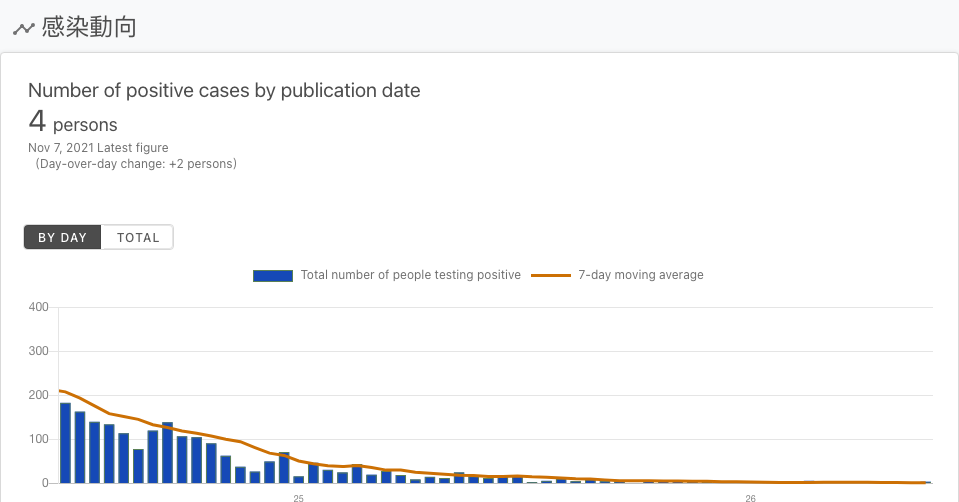 感染動向
Number of positive cases by publication date
4 persons
Nov 7, 2021 Latest figure
(Day-over-day change: +2 persons)
BY DAY TOTAL
Total number of people testing positive 7-day moving average
400
300
200
100
0
25 26